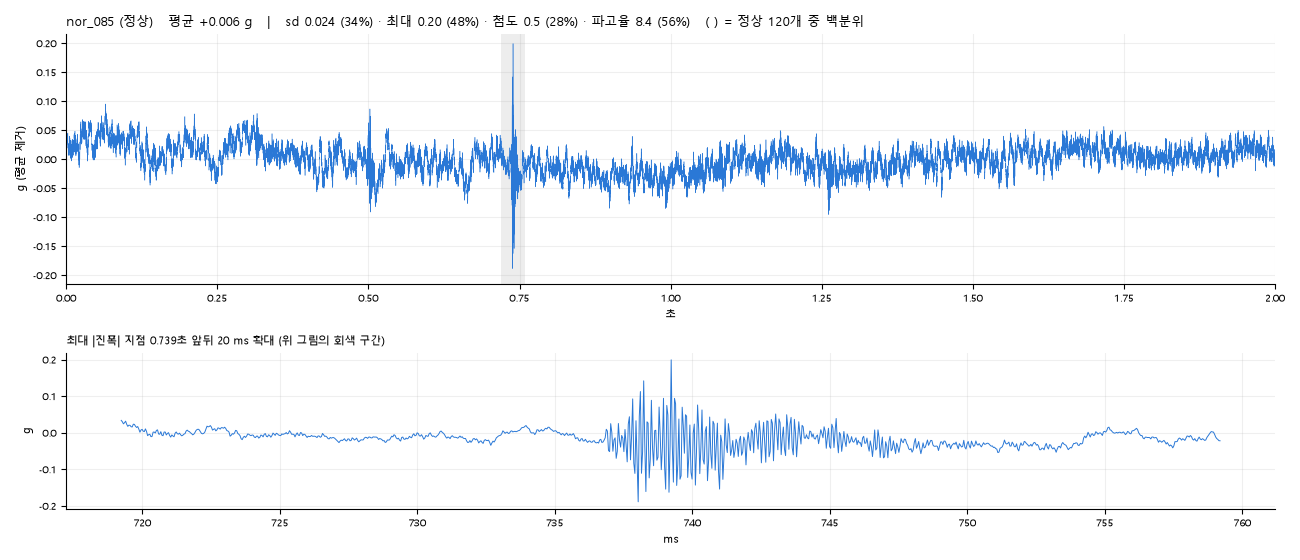 nor_085 (정상) 평균 +0.006 g | sd 0.024 (34%) · 최대 0.20 (48%) · 첨도 0.5 (28%) · 파고율 8.4 (56%) ( ) = 정상 120개 중 백분위
g (평균 제거)
0.20
0.15
0.10
0.05
0.00
-0.05
-0.10
-0.15
-0.20
0.00 0.25 0.50 0.75 1.00 1.25 1.50 1.75 2.00
초
최대 |진폭| 지점 0.739초 앞뒤 20 ms 확대 (위 그림의 회색 구간)
g
0.2
0.1
0.0
-0.1
-0.2
720 725 730 735 740 745 750 755 760
ms